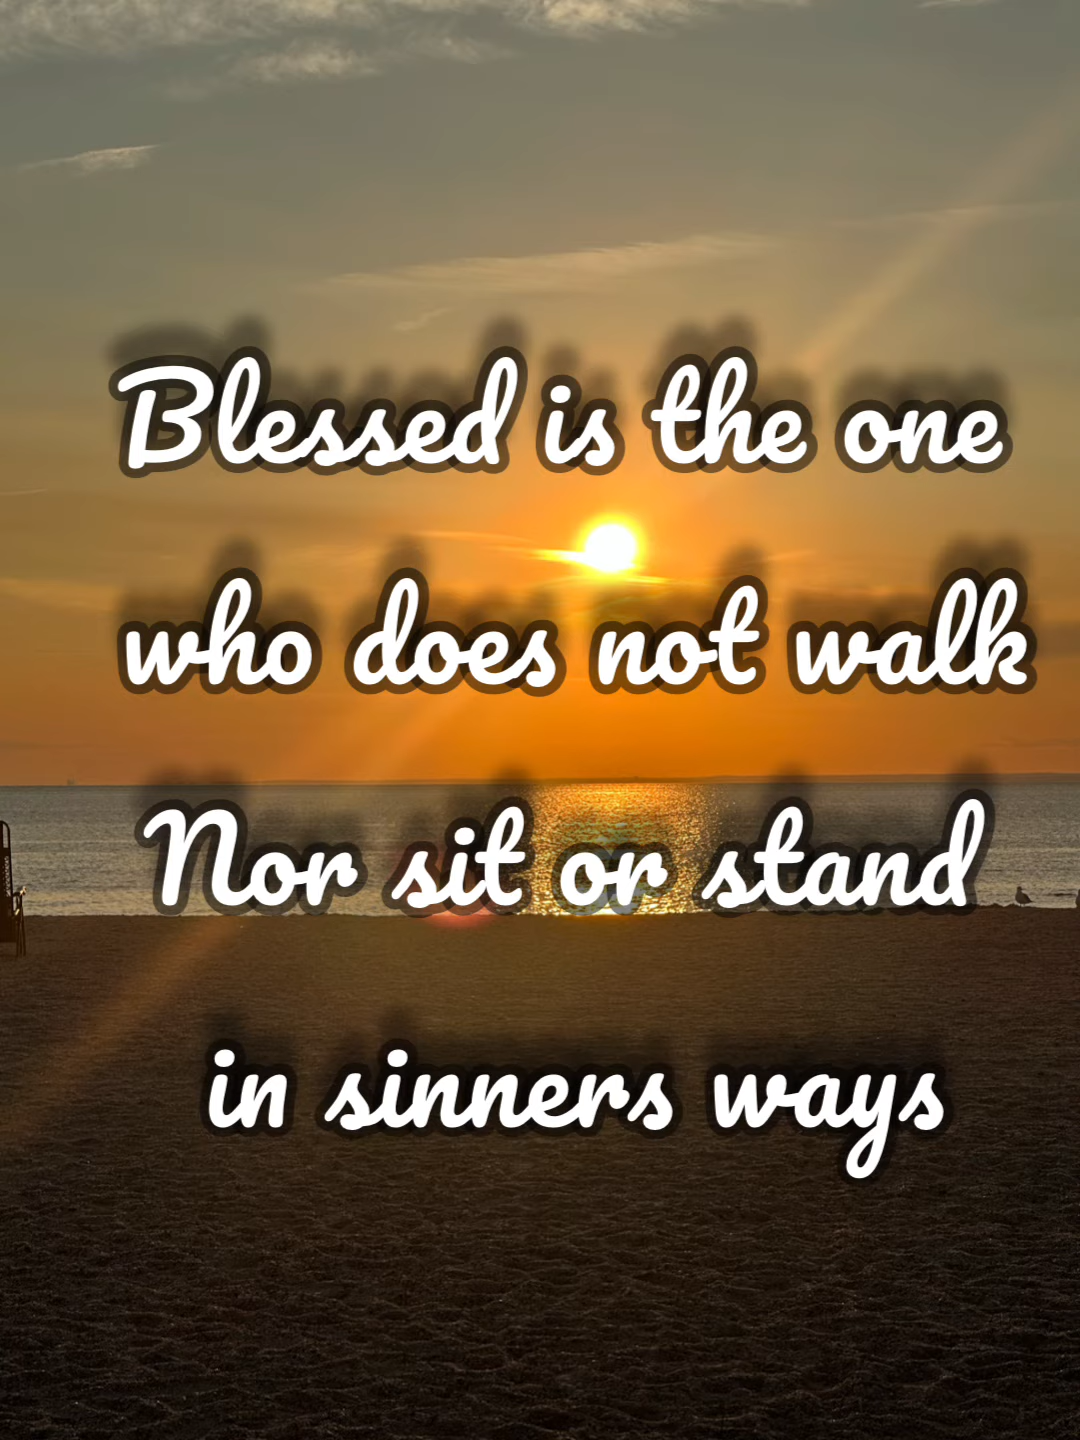 Blessed is the one
who does not walk
Nor sit or stand
in sinners ways